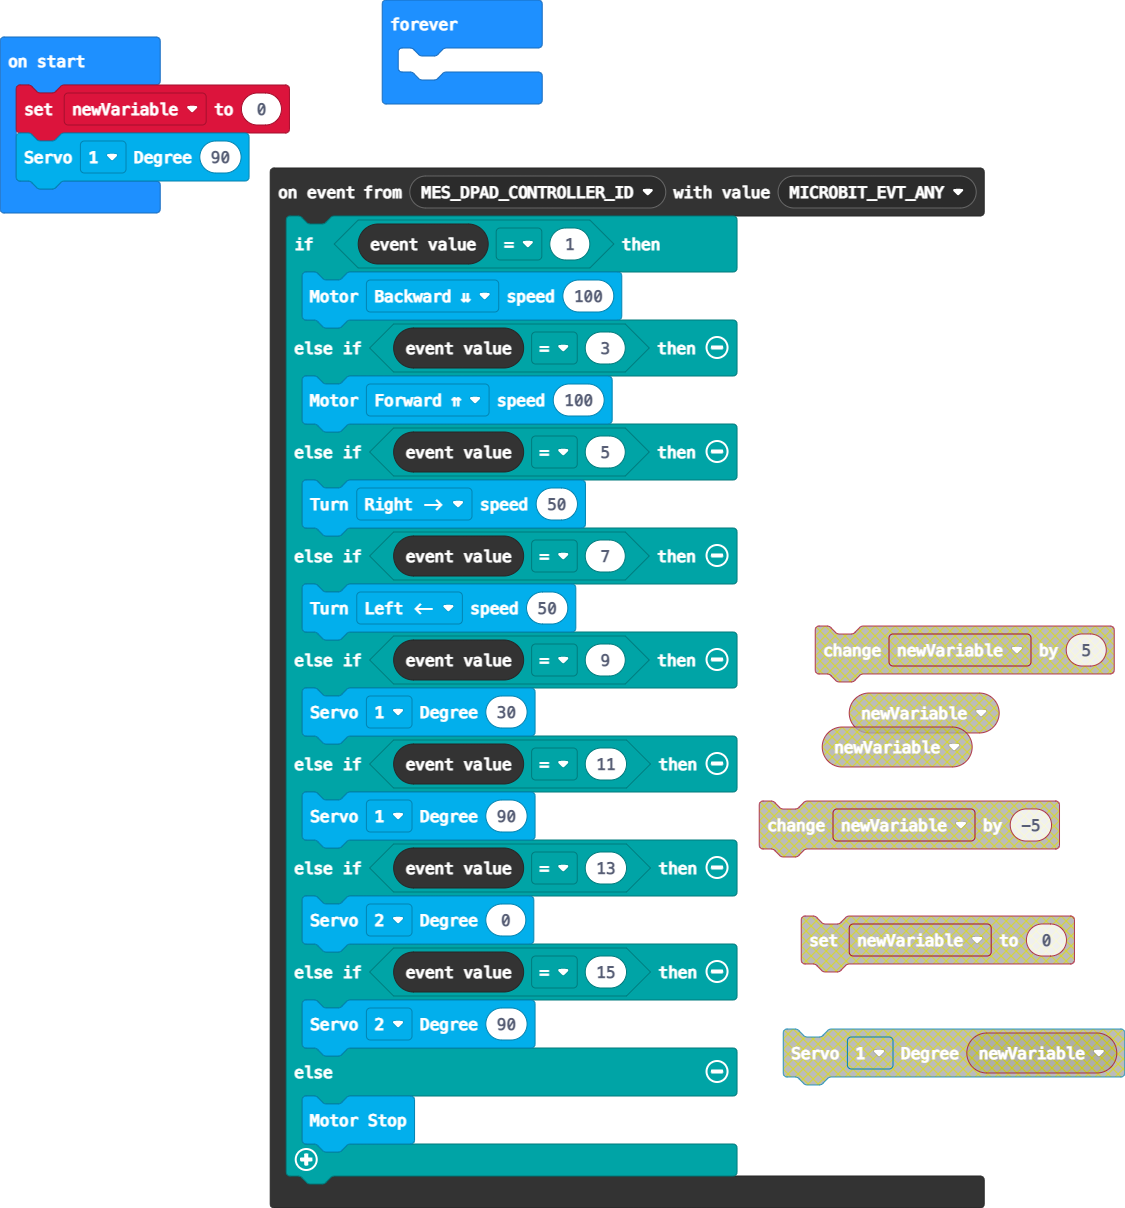 forever
on start
set newVariable to 0
Servo 1 Degree 90
on event from MES_DPAD_CONTROLLER_ID with value MICROBIT_EVT_ANY
if event value = 1 then
Motor Backward ⇊ speed 100
else if event value = 3 then
Motor Forward ⇈ speed 100
else if event value = 5 then
Turn Right → speed 50
else if event value = 7 then
Turn Left ← speed 50
else if event value = 9 then
Servo 1 Degree 30
else if event value = 11 then
Servo 1 Degree 90
else if event value = 13 then
Servo 2 Degree 0
else if event value = 15 then
Servo 2 Degree 90
else
Motor Stop
change newVariable by 5
newVariable
newVariable
change newVariable by -5
set newVariable to 0
Servo 1 Degree newVariable